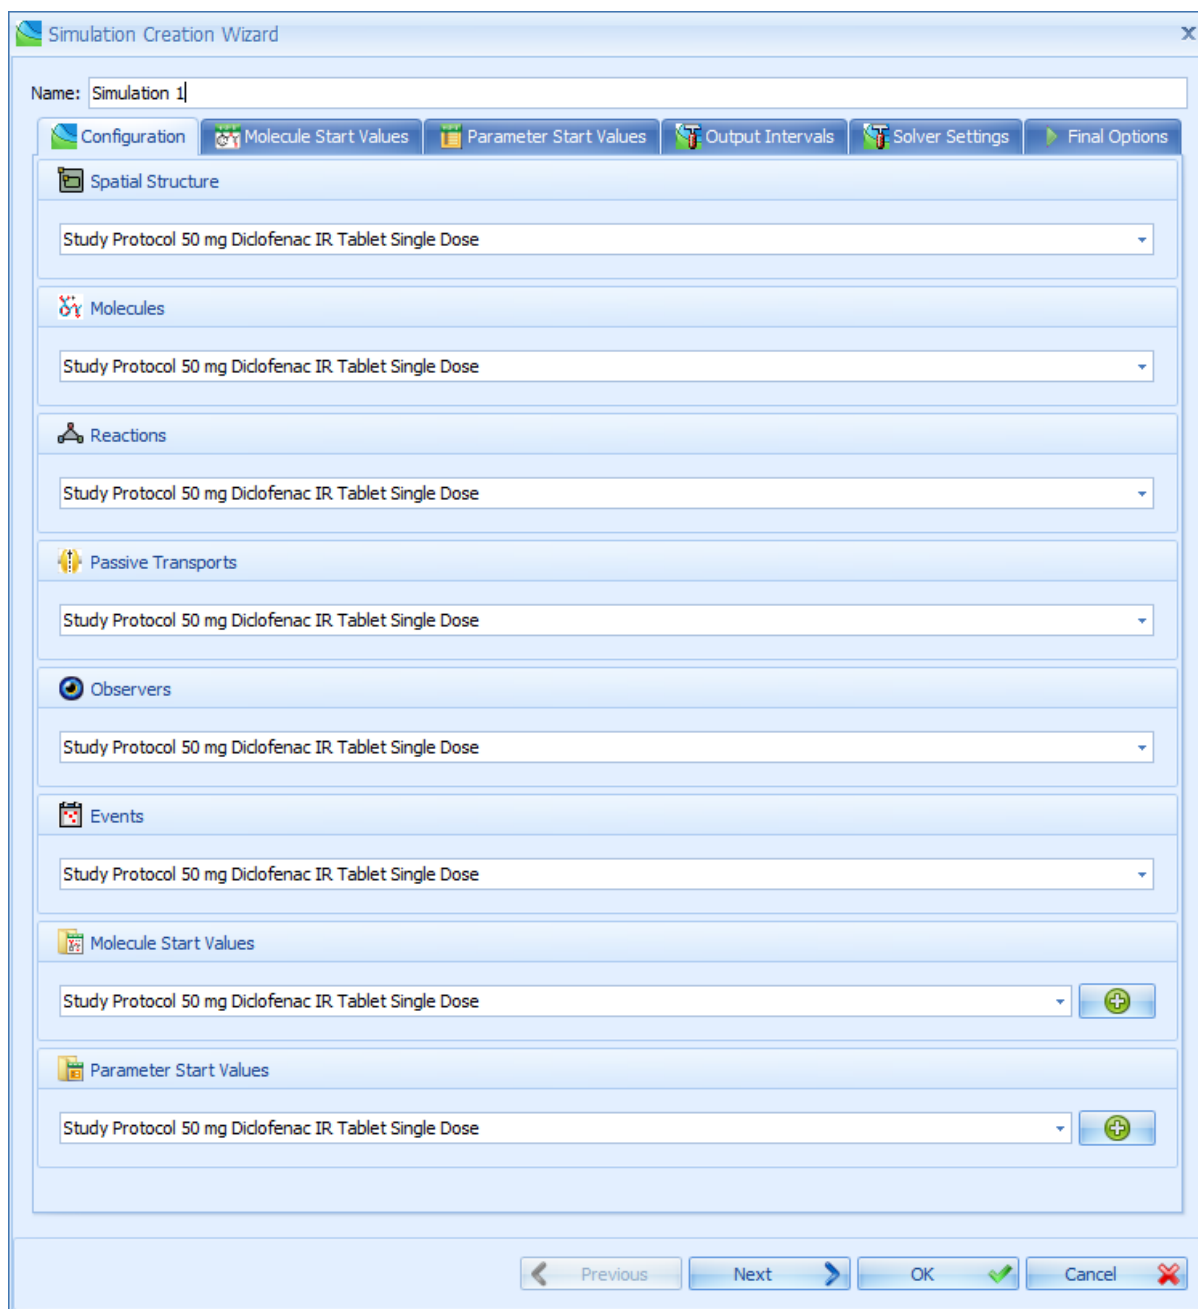 Simulation Creation Wizard
Name: Simulation 1
Configuration Molecule Start Values Parameter Start Values Output Intervals Solver Settings Final Options
Spatial Structure
Study Protocol 50 mg Diclofenac IR Tablet Single Dose
Molecules
Study Protocol 50 mg Diclofenac IR Tablet Single Dose
Reactions
Study Protocol 50 mg Diclofenac IR Tablet Single Dose
Passive Transports
Study Protocol 50 mg Diclofenac IR Tablet Single Dose
Observers
Study Protocol 50 mg Diclofenac IR Tablet Single Dose
Events
Study Protocol 50 mg Diclofenac IR Tablet Single Dose
Molecule Start Values
Study Protocol 50 mg Diclofenac IR Tablet Single Dose
Parameter Start Values
Study Protocol 50 mg Diclofenac IR Tablet Single Dose
Previous Next OK Cancel